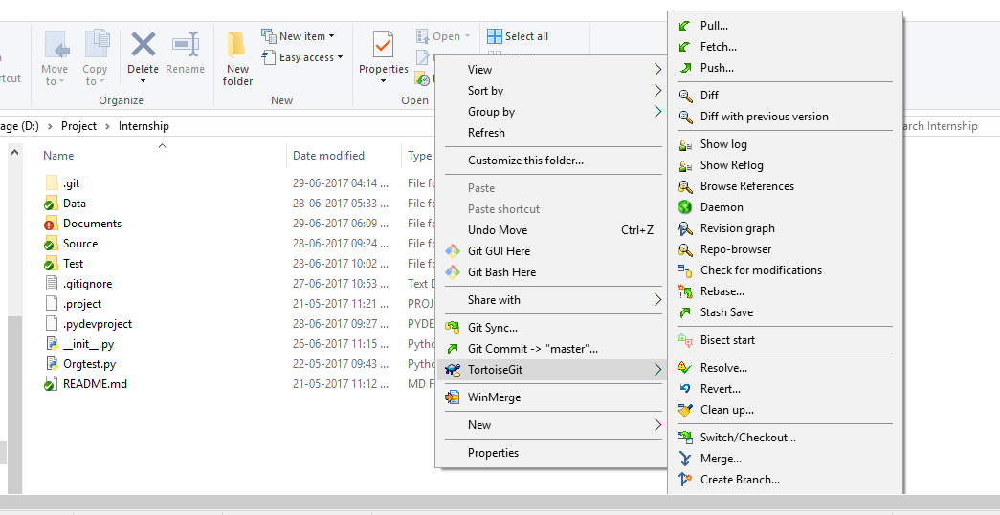 Move to
Copy to
Delete
Rename
New folder
New item
Easy access
Properties
Open
Select all
Organize
New
Open
age (D:) > Project > Internship
arch Internship
Name
Date modified
Type
.git 29-06-2017 04:14 ... File fo
Data 28-06-2017 05:33 ... File fo
Documents 29-06-2017 06:09 ... File fo
Source 28-06-2017 09:24 ... File fo
Test 28-06-2017 10:02 ... File fo
.gitignore 27-06-2017 10:53 ... Text D
.project 21-05-2017 11:21 ... PROJ
.pydevproject 28-06-2017 09:27 ... PYDE
__init__.py 26-06-2017 11:15 ... Pytho
Orgtest.py 22-05-2017 09:43 ... Pytho
README.md 21-05-2017 11:12 ... MD F
View
Sort by
Group by
Refresh
Customize this folder...
Paste
Paste shortcut
Undo Move Ctrl+Z
Git GUI Here
Git Bash Here
Share with
Git Sync...
Git Commit -> "master"...
TortoiseGit
WinMerge
New
Properties
Pull...
Fetch...
Push...
Diff
Diff with previous version
Show log
Show Reflog
Browse References
Daemon
Revision graph
Repo-browser
Check for modifications
Rebase...
Stash Save
Bisect start
Resolve...
Revert...
Clean up...
Switch/Checkout...
Merge...
Create Branch...